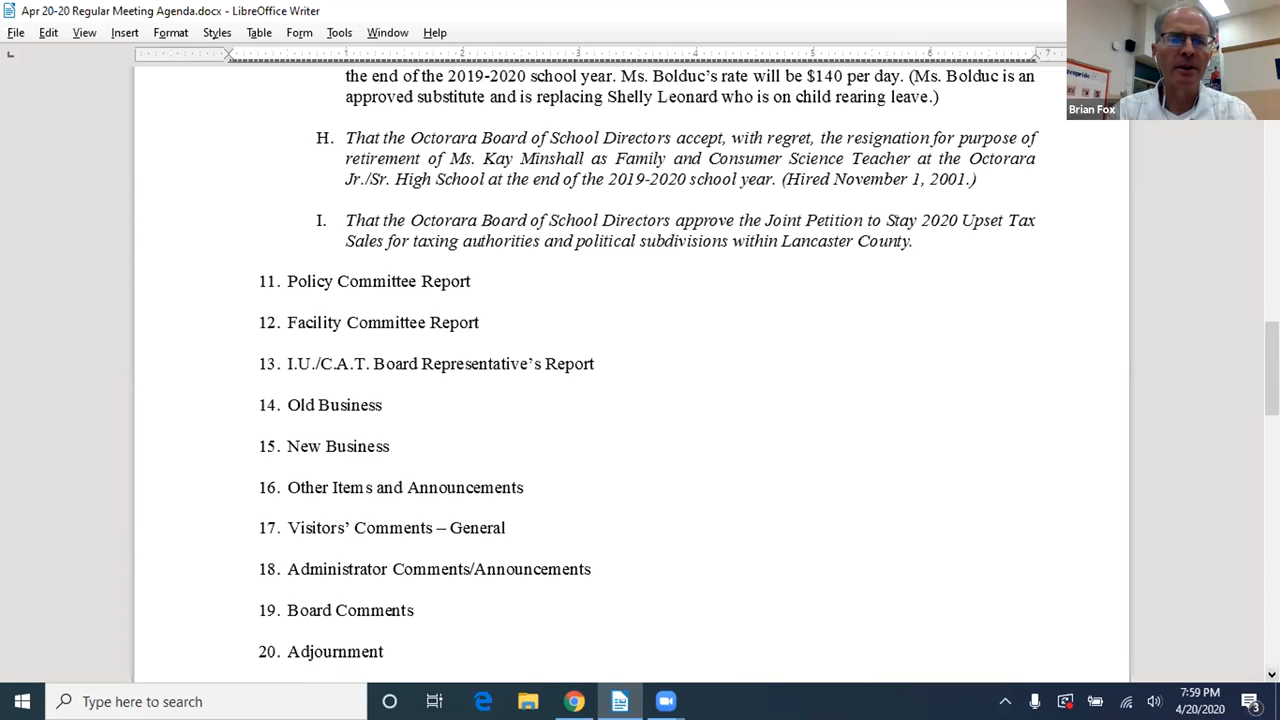 Apr 20-20 Regular Meeting Agenda.docx - LibreOffice Writer
File Edit View Insert Format Styles Table Form Tools Window Help
1 2 3 4 5 6 7
the end of the 2019-2020 school year. Ms. Bolduc's rate will be $140 per day. (Ms. Bolduc is an
approved substitute and is replacing Shelly Leonard who is on child rearing leave.)
H. That the Octorara Board of School Directors accept, with regret, the resignation for purpose of
retirement of Ms. Kay Minshall as Family and Consumer Science Teacher at the Octorara
Jr./Sr. High School at the end of the 2019-2020 school year. (Hired November 1, 2001.)
I. That the Octorara Board of School Directors approve the Joint Petition to Stay 2020 Upset Tax
Sales for taxing authorities and political subdivisions within Lancaster County.
11. Policy Committee Report
12. Facility Committee Report
13. I.U./C.A.T. Board Representative's Report
14. Old Business
15. New Business
16. Other Items and Announcements
17. Visitors' Comments – General
18. Administrator Comments/Announcements
19. Board Comments
20. Adjournment
Brian Fox
Type here to search
7:59 PM
4/20/2020
3